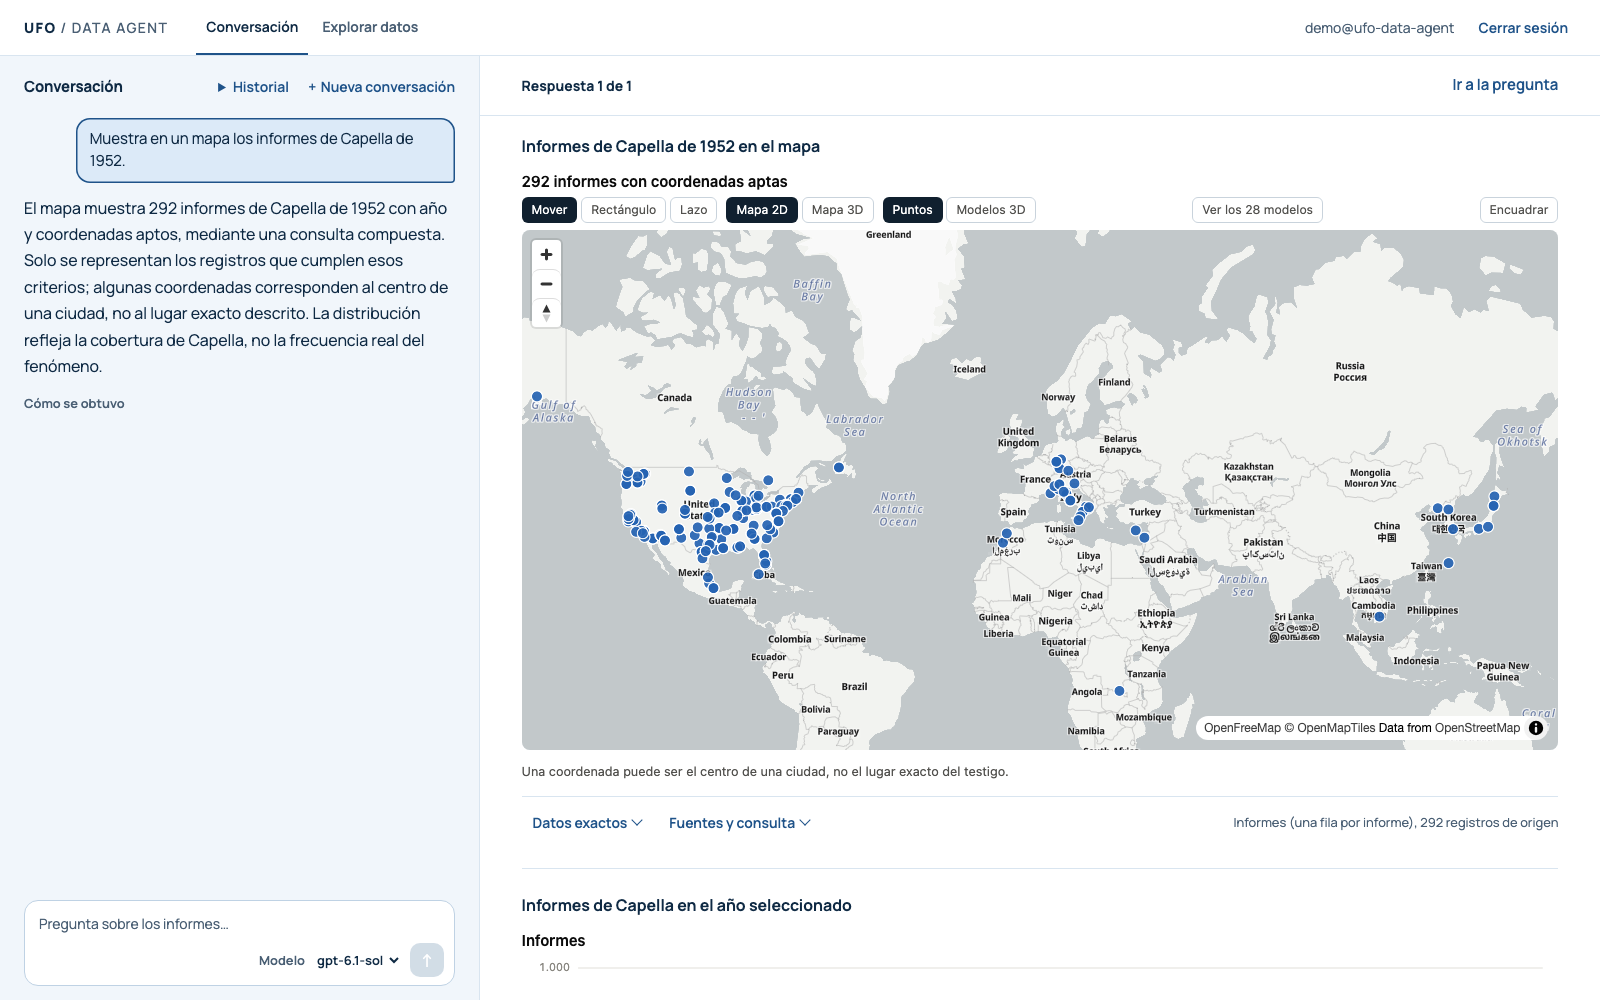 UFO / DATA AGENT
Conversación
Explorar datos
demo@ufo-data-agent
Cerrar sesión
Conversación
Historial
+ Nueva conversación
Muestra en un mapa los informes de Capella de
1952.
El mapa muestra 292 informes de Capella de 1952 con año
y coordenadas aptos, mediante una consulta compuesta.
Solo se representan los registros que cumplen esos
criterios; algunas coordenadas corresponden al centro de
una ciudad, no al lugar exacto descrito. La distribución
refleja la cobertura de Capella, no la frecuencia real del
fenómeno.
Cómo se obtuvo
Pregunta sobre los informes...
Modelo
gpt-6.1-sol
Respuesta 1 de 1
Ir a la pregunta
Informes de Capella de 1952 en el mapa
292 informes con coordenadas aptas
Mover
Rectángulo
Lazo
Mapa 2D
Mapa 3D
Puntos
Modelos 3D
Ver los 28 modelos
Encuadrar
Greenland
Baffin
Bay
Iceland
Russia
Россия
Finland
Norway
Canada
Hudson
Bay
Gulf of
Alaska
Labrador
Sea
Sea of
Okhotsk
United
Kingdom
Belarus
Беларусь
Kazakhstan
Қазақстан
Mongolia
Монгол Улс
France
North
Atlantic
Ocean
Spain
Turkey
Turkmenistan
South Korea
China
中国
Tunisia
تونس
Pakistan
پاکستان
Libya
ليبيا
Saudi Arabia
السعودية
Taiwan
臺灣
Arabian
Sea
Laos
Guatemala
Mali
Niger
Chad
تشاد
Cambodia
Philippines
Ethiopia
ኢትዮጵያ
Guinea
Nigeria
Sri Lanka
Liberia
Colombia
Suriname
Equatorial
Guinea
Kenya
Malaysia
Ecuador
Indonesia
Peru
Tanzania
Papua New
Guinea
Brazil
Angola
Bolivia
Mozambique
Coral
Paraguay
Namibia
OpenFreeMap © OpenMapTiles Data from OpenStreetMap
Una coordenada puede ser el centro de una ciudad, no el lugar exacto del testigo.
Datos exactos
Fuentes y consulta
Informes (una fila por informe), 292 registros de origen
Informes de Capella en el año seleccionado
Informes
1.000